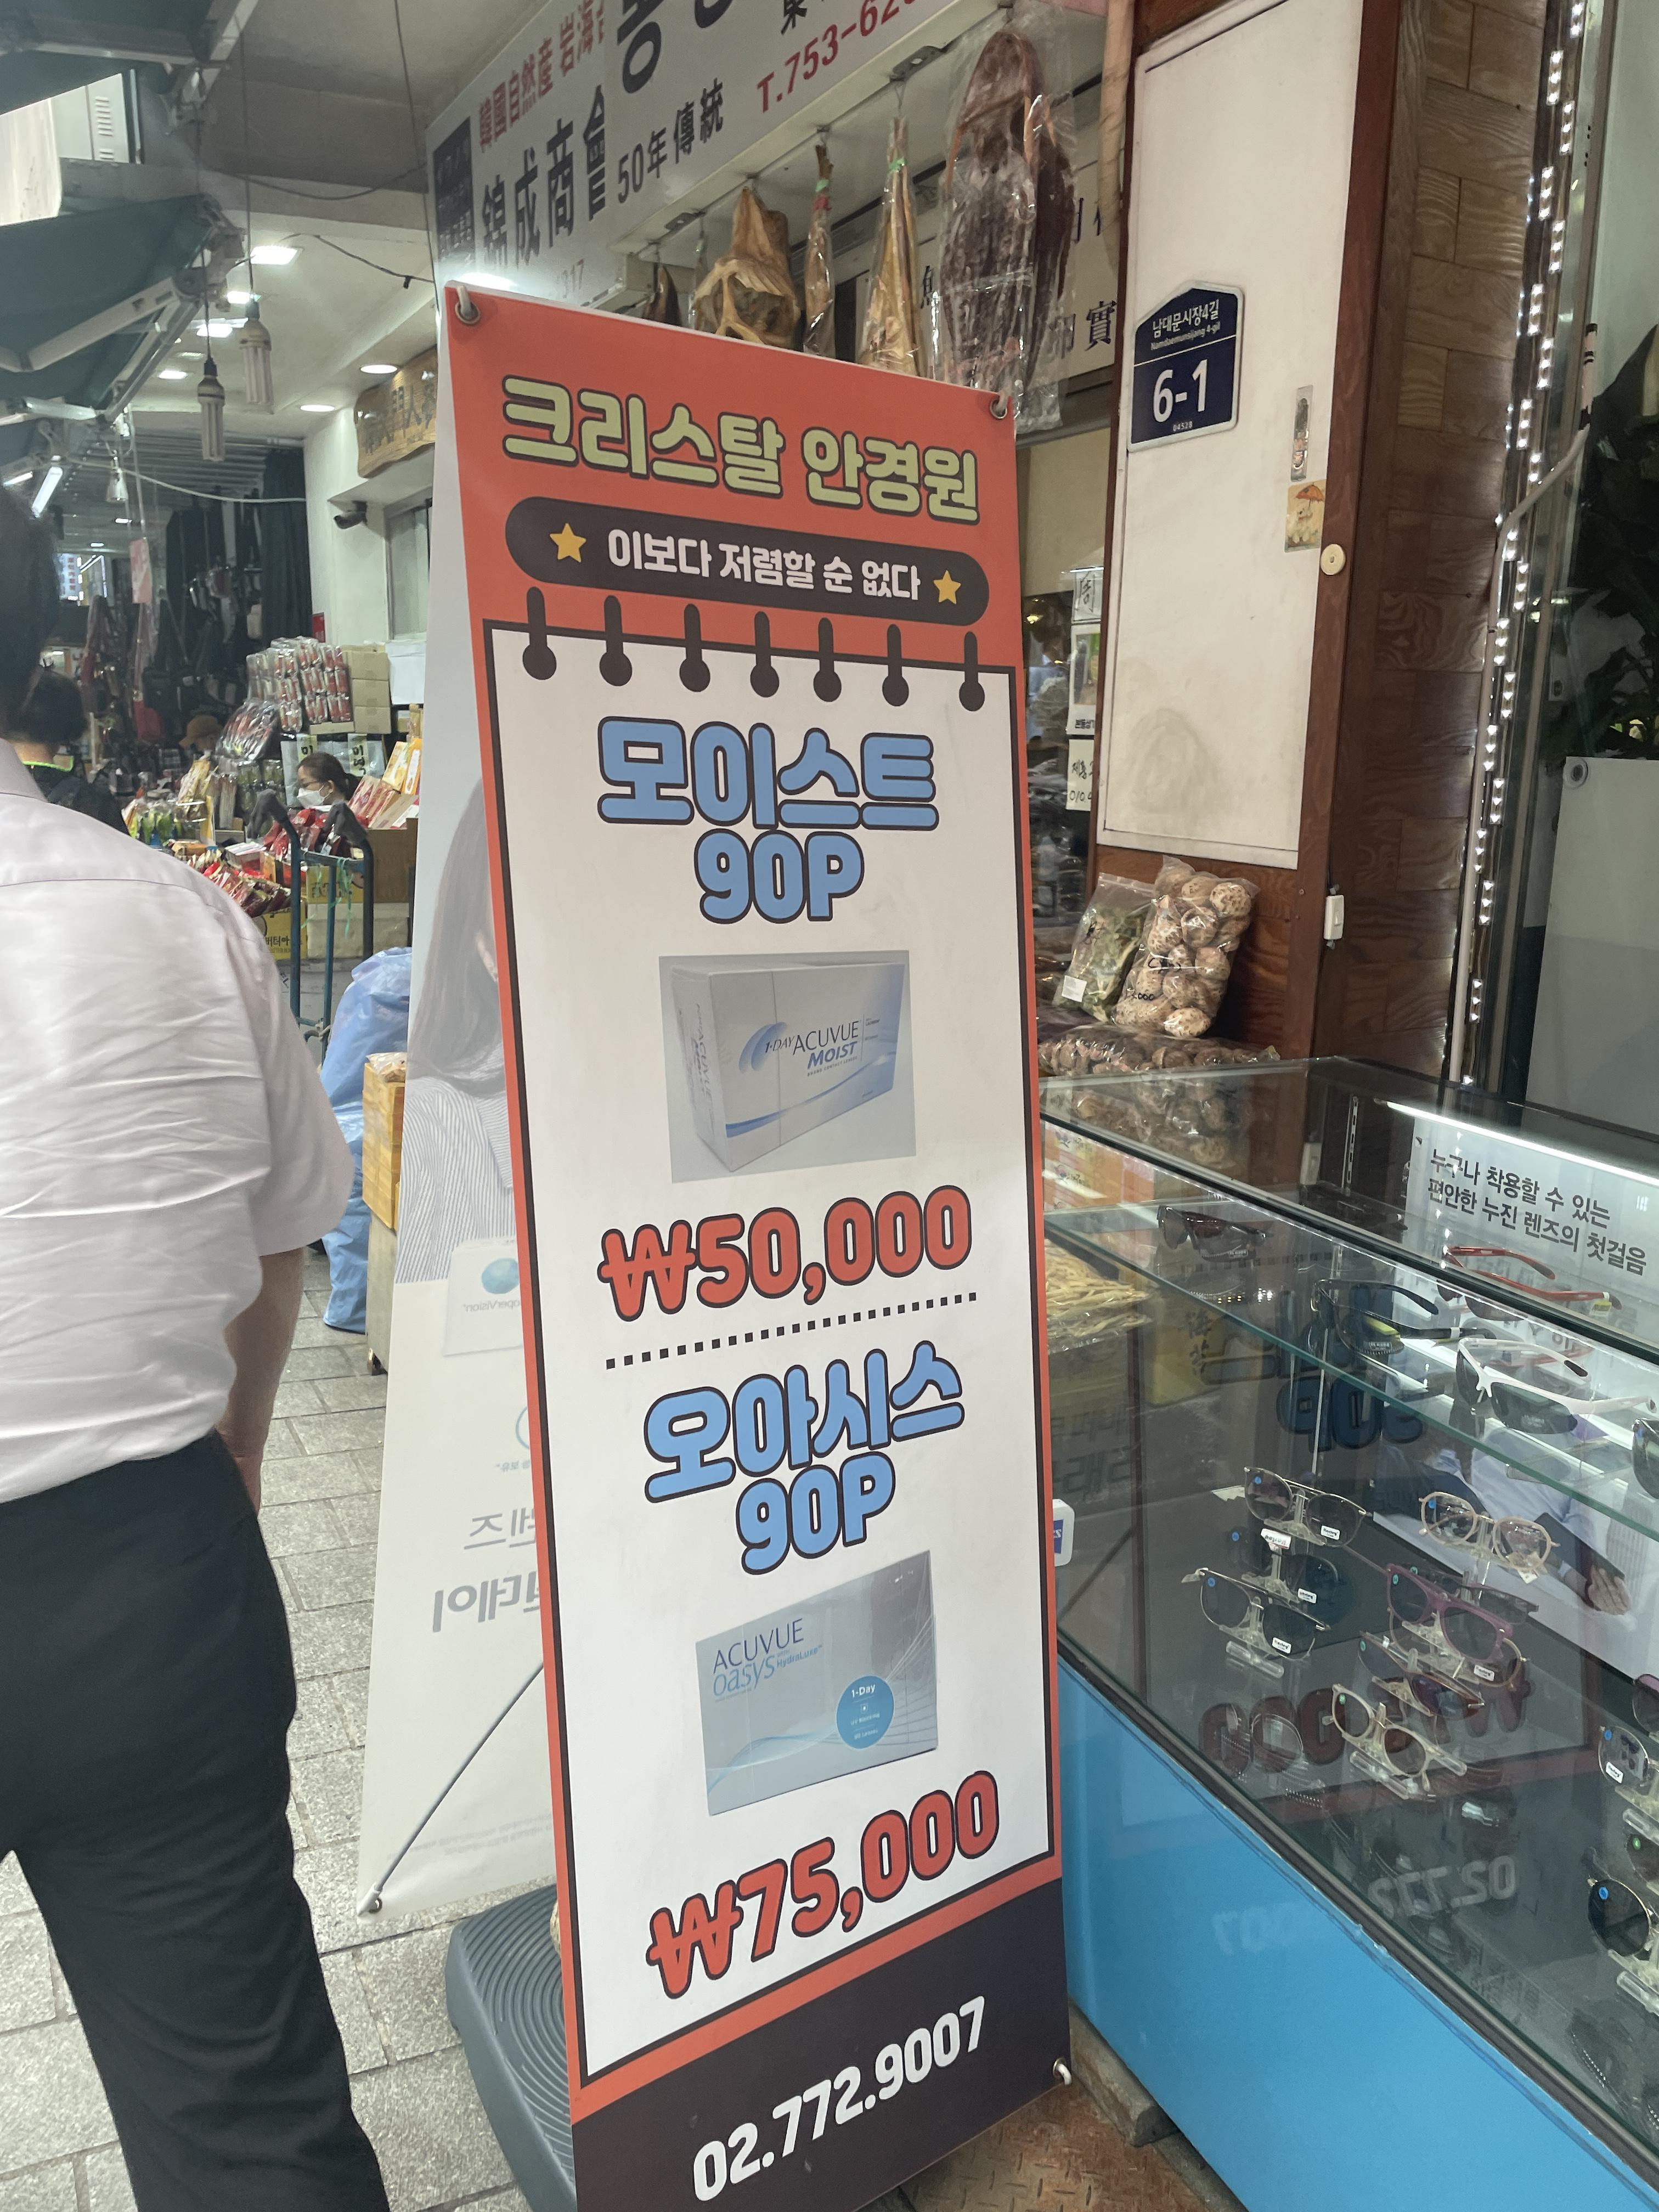 韓國自然産 岩海
錦成商會
50年 傳統
T.753-62
남대문시장4길
Namdaemunsijang 4-gil
6-1
04528
크리스탈 안경원
이보다 저렴할 순 없다
모이스트
90P
1-DAY ACUVUE
MOIST
₩50,000
오아시스
90P
ACUVUE
oasys HydraLuxe
1-Day
₩75,000
02.772.9007
누구나 착용할 수 있는
편안한 누진 렌즈의 첫걸음